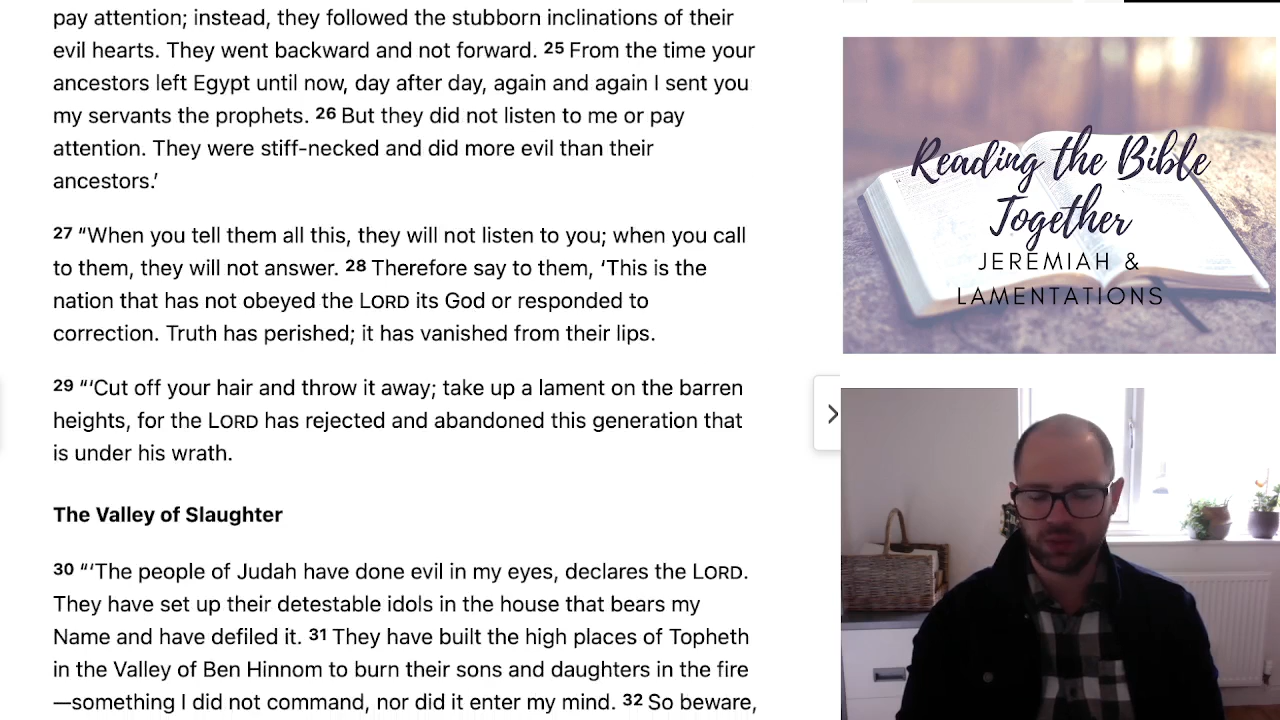 pay attention; instead, they followed the stubborn inclinations of their
evil hearts. They went backward and not forward. 25 From the time your
ancestors left Egypt until now, day after day, again and again I sent you
my servants the prophets. 26 But they did not listen to me or pay
attention. They were stiff-necked and did more evil than their
ancestors.’
27 “When you tell them all this, they will not listen to you; when you call
to them, they will not answer. 28 Therefore say to them, ‘This is the
nation that has not obeyed the LORD its God or responded to
correction. Truth has perished; it has vanished from their lips.
29 “‘Cut off your hair and throw it away; take up a lament on the barren
heights, for the LORD has rejected and abandoned this generation that
is under his wrath.
The Valley of Slaughter
30 “‘The people of Judah have done evil in my eyes, declares the LORD.
They have set up their detestable idols in the house that bears my
Name and have defiled it. 31 They have built the high places of Topheth
in the Valley of Ben Hinnom to burn their sons and daughters in the fire
—something I did not command, nor did it enter my mind. 32 So beware,
Reading the Bible
Together
JEREMIAH &
LAMENTATIONS